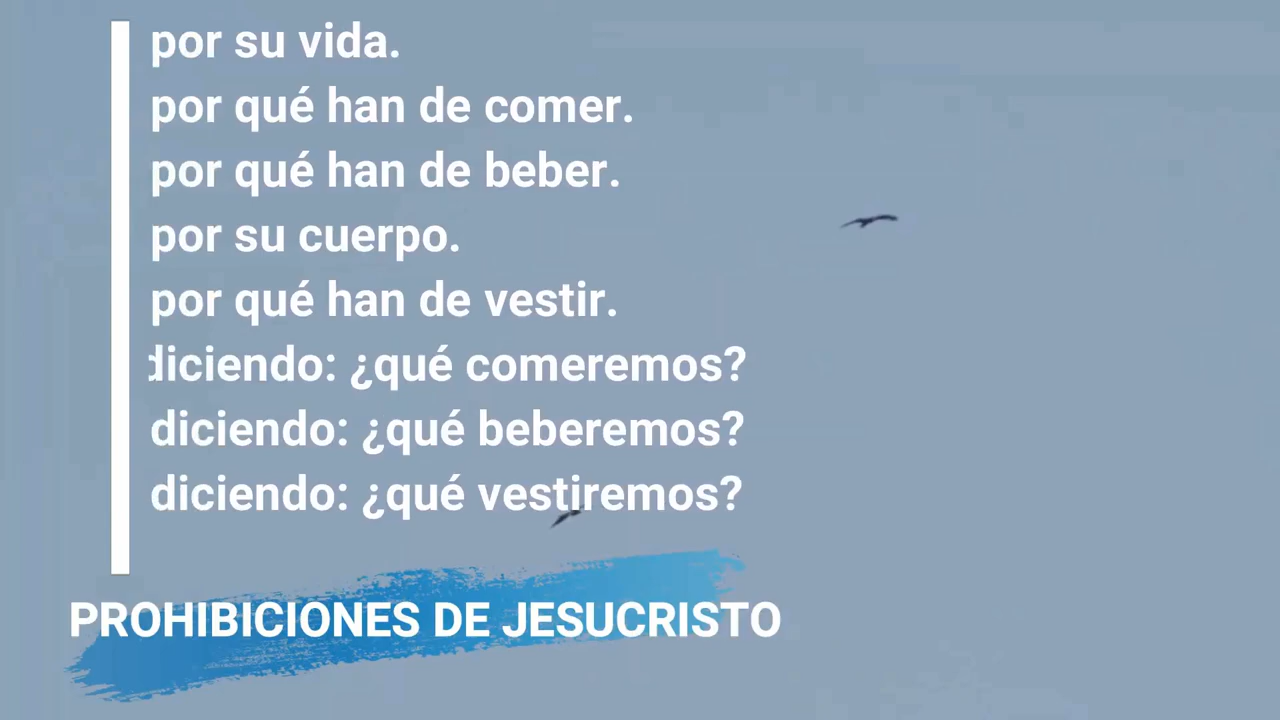 por su vida.
por qué han de comer.
por qué han de beber.
por su cuerpo.
por qué han de vestir.
diciendo: ¿qué comeremos?
diciendo: ¿qué beberemos?
diciendo: ¿qué vestiremos?
PROHIBICIONES DE JESUCRISTO